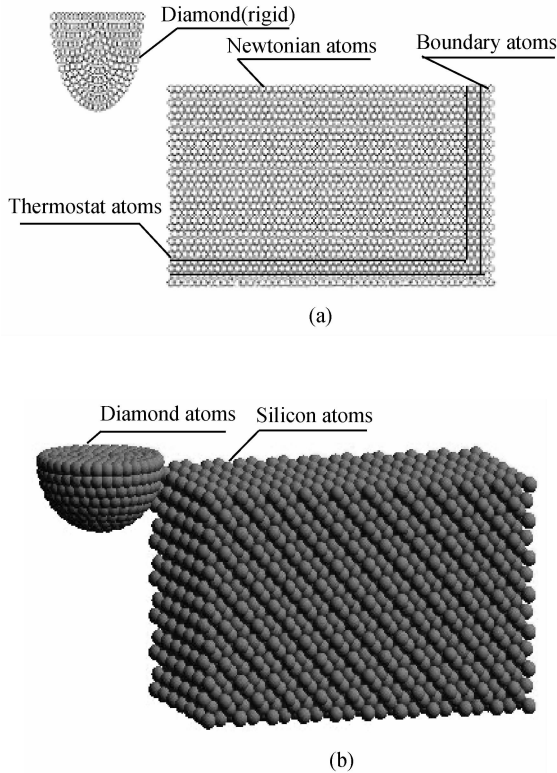 Diamond(rigid)
Newtonian atoms
Boundary atoms
Thermostat atoms
(a)
Diamond atoms
Silicon atoms
(b)